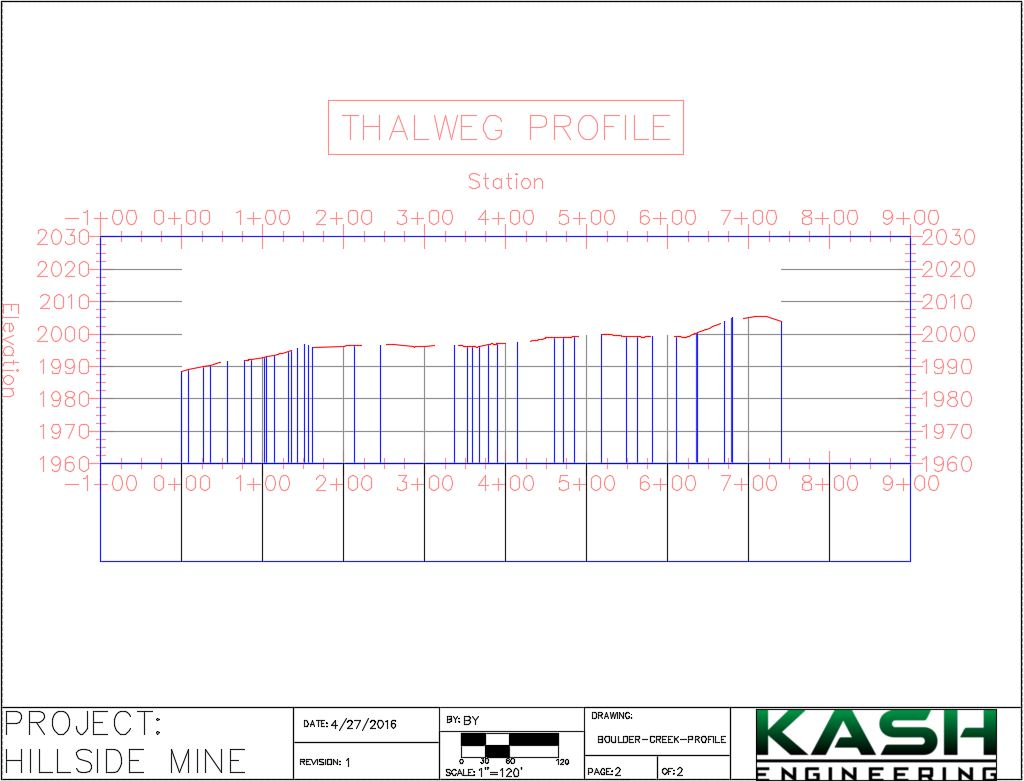 THALWEG PROFILE
Station
-1+00 0+00 1+00 2+00 3+00 4+00 5+00 6+00 7+00 8+00 9+00
2030 2030
2020 2020
2010 2010
2000 2000
1990 1990
1980 1980
1970 1970
1960 1960
Elevation
-1+00 0+00 1+00 2+00 3+00 4+00 5+00 6+00 7+00 8+00 9+00
PROJECT:
HILLSIDE MINE
DATE: 4/27/2016
REVISION: 1
BY: BY
0 30 60 120
SCALE: 1"=120'
DRAWING:
BOULDER-CREEK-PROFILE
PAGE: 2 OF: 2
KASH
ENGINEERING